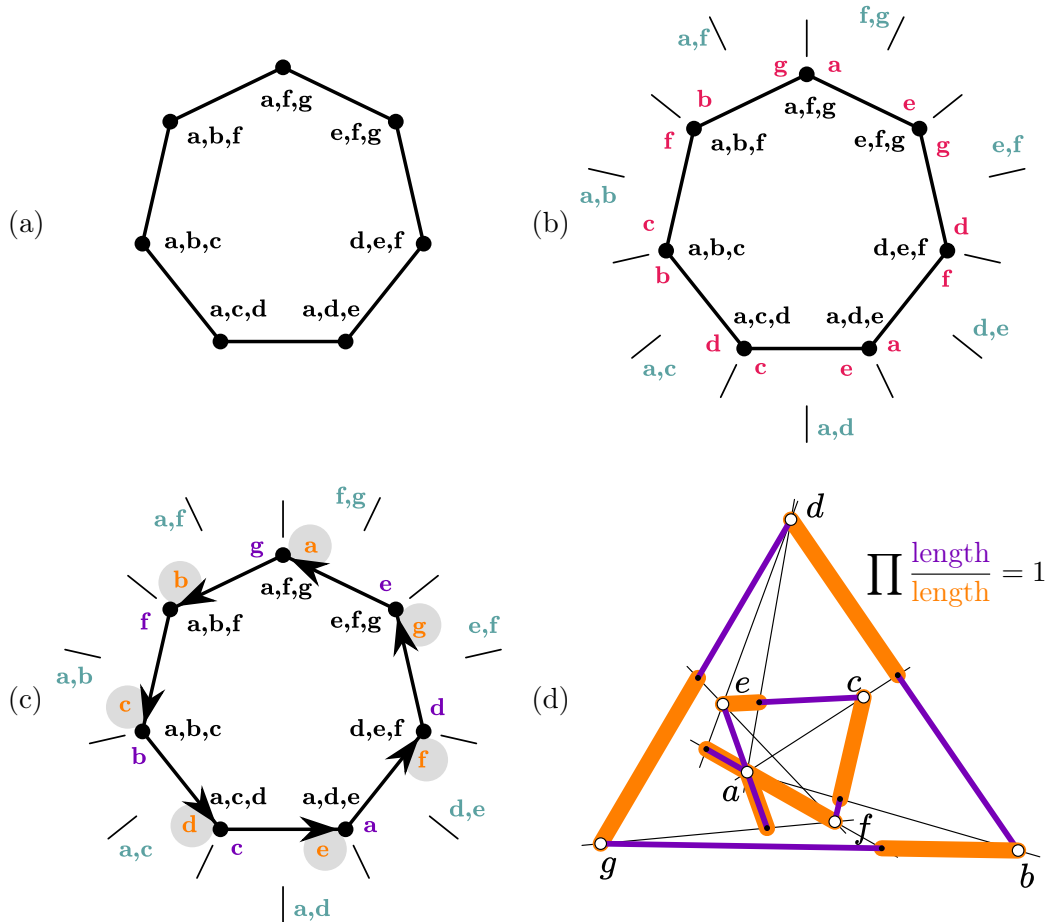 a,f,g
a,b,f
e,f,g
(a)
a,b,c
d,e,f
a,c,d
a,d,e
f,g
a,f
g
a
b
a,f,g
e
f
a,b,f
e,f,g
g
e,f
a,b
(b)
c
d
a,b,c
d,e,f
b
f
a,c,d
a,d,e
d
a
d,e
c
e
a,c
a,d
f,g
a,f
g
a
b
a,f,g
e
f
a,b,f
e,f,g
g
e,f
a,b
(c)
c
d
a,b,c
d,e,f
b
f
a,c,d
a,d,e
d
a
d,e
c
e
a,c
a,d
d
∏ length/length = 1
(d)
e
c
a
f
g
b